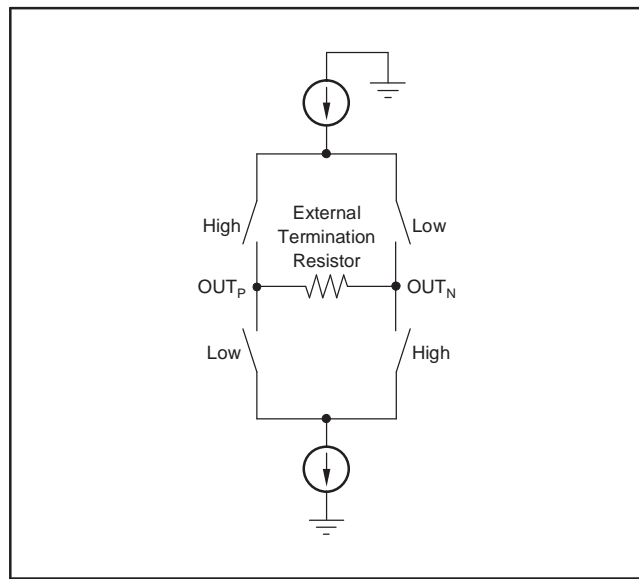 High
External
Termination
Resistor
Low
OUTP
OUTN
Low
High